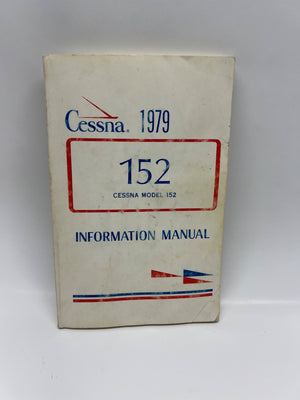 Cessna® 1979
152
CESSNA MODEL 152
INFORMATION MANUAL